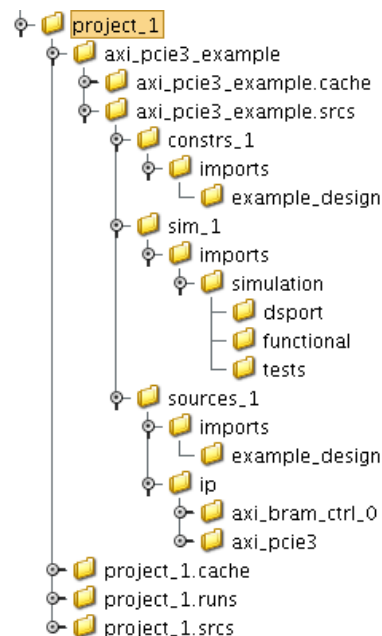 project_1
axi_pcie3_example
axi_pcie3_example.cache
axi_pcie3_example.srcs
constrs_1
imports
example_design
sim_1
imports
simulation
dsport
functional
tests
sources_1
imports
example_design
ip
axi_bram_ctrl_0
axi_pcie3
project_1.cache
project_1.runs
project_1.srcs